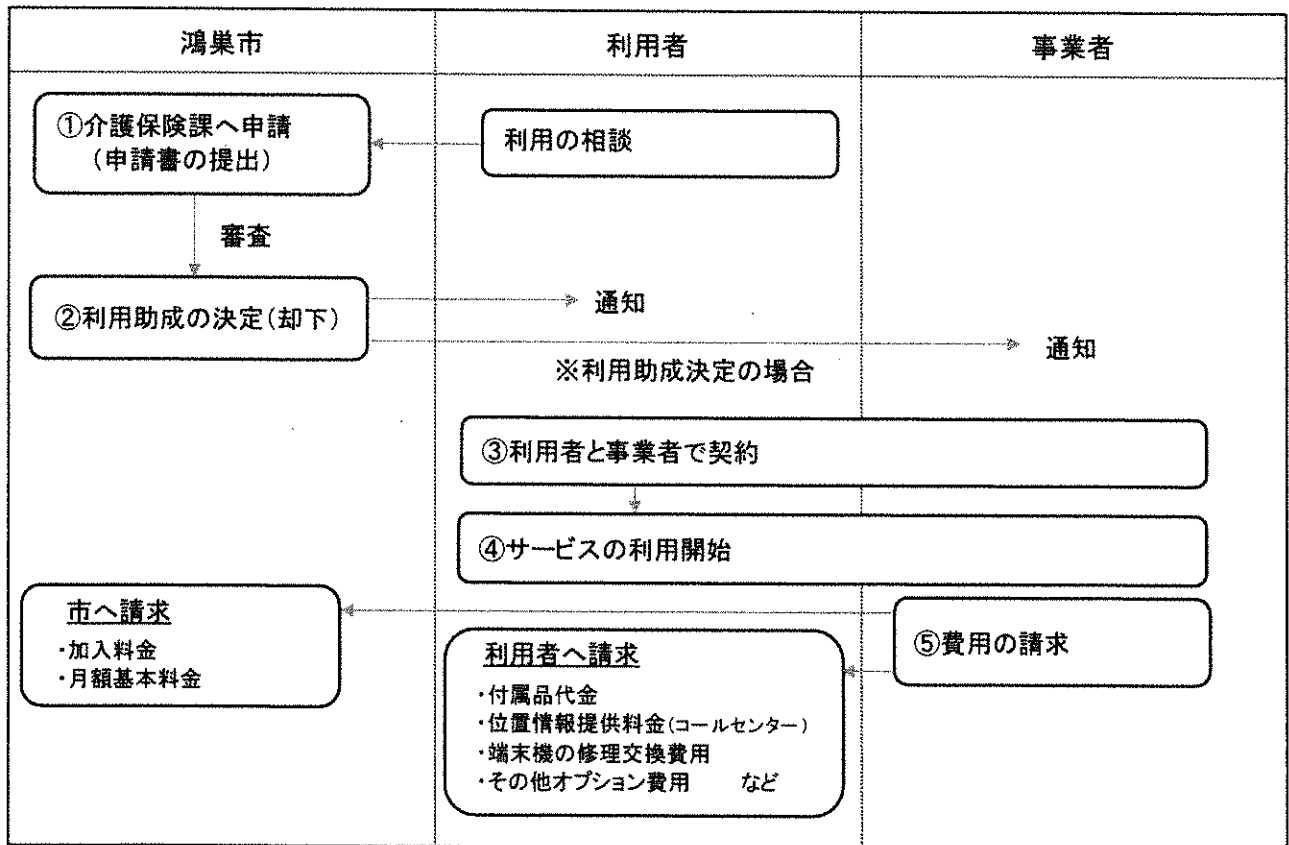 鴻巣市
利用者
事業者
①介護保険課へ申請
（申請書の提出）
利用の相談
審査
②利用助成の決定（却下）
通知
通知
※利用助成決定の場合
③利用者と事業者で契約
④サービスの利用開始
市へ請求
・加入料金
・月額基本料金
⑤費用の請求
利用者へ請求
・付属品代金
・位置情報提供料金（コールセンター）
・端末機の修理交換費用
・その他オプション費用　　など